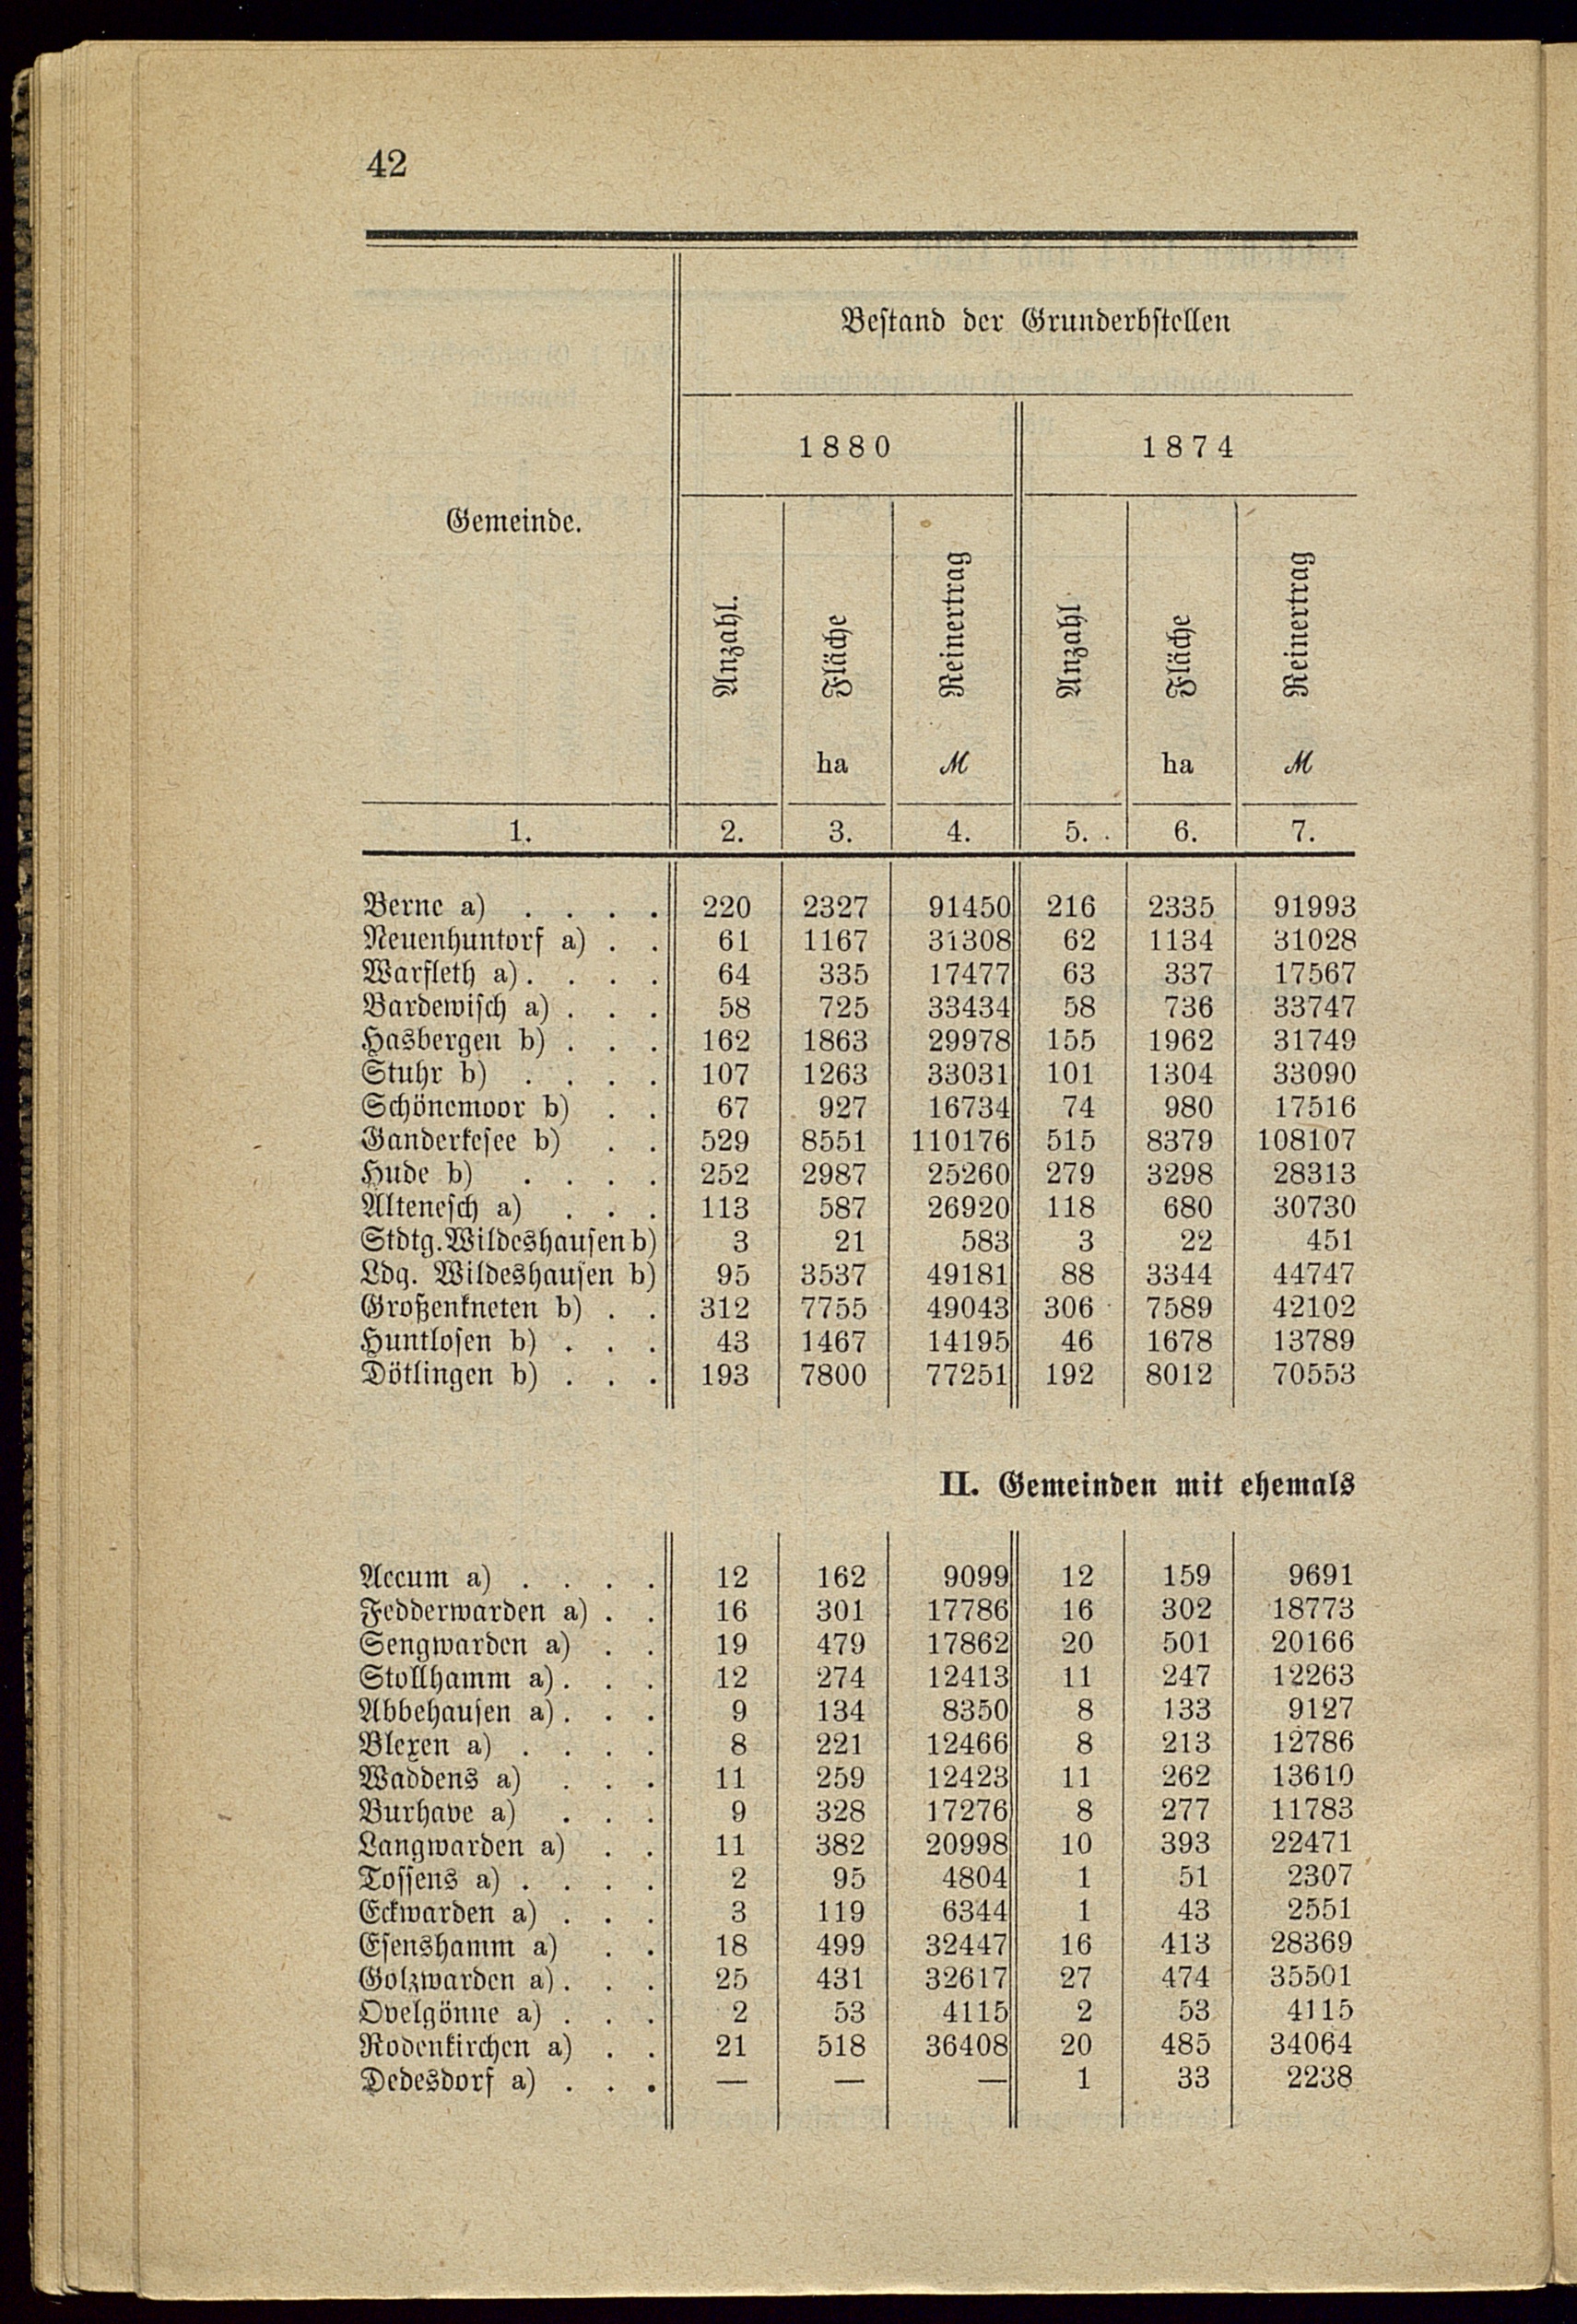 42
Bestand der Grunderbstellen
1880 1874
Gemeinde.
Anzahl. Fläche Reinertrag Anzahl Fläche Reinertrag
ha ℳ ha ℳ
1. 2. 3. 4. 5. 6. 7.
Berne a) . . . . 220 2327 91450 216 2335 91993
Neuenhuntorf a) . . 61 1167 31308 62 1134 31028
Warfleth a) . . . . 64 335 17477 63 337 17567
Bardewisch a) . . . 58 725 33434 58 736 33747
Hasbergen b) . . . 162 1863 29978 155 1962 31749
Stuhr b) . . . . 107 1263 33031 101 1304 33090
Schönemoor b) . . 67 927 16734 74 980 17516
Ganderkesee b) . . 529 8551 110176 515 8379 108107
Hude b) . . . . 252 2987 25260 279 3298 28313
Altenesch a) . . . 113 587 26920 118 680 30730
Stdtg. Wildeshausen b) 3 21 583 3 22 451
Ldg. Wildeshausen b) 95 3537 49181 88 3344 44747
Großenkneten b) . . 312 7755 49043 306 7589 42102
Huntlosen b) . . . 43 1467 14195 46 1678 13789
Dötlingen b) . . . 193 7800 77251 192 8012 70553
II. Gemeinden mit ehemals
Accum a) . . . . 12 162 9099 12 159 9691
Fedderwarden a) . . 16 301 17786 16 302 18773
Sengwarden a) . . 19 479 17862 20 501 20166
Stollhamm a) . . . 12 274 12413 11 247 12263
Abbehausen a) . . . 9 134 8350 8 133 9127
Blexen a) . . . . 8 221 12466 8 213 12786
Waddens a) . . . 11 259 12423 11 262 13610
Burhave a) . . . 9 328 17276 8 277 11783
Langwarden a) . . 11 382 20998 10 393 22471
Tossens a) . . . . 2 95 4804 1 51 2307
Eckwarden a) . . . 3 119 6344 1 43 2551
Esenshamm a) . . 18 499 32447 16 413 28369
Golzwarden a) . . . 25 431 32617 27 474 35501
Ovelgönne a) . . . 2 53 4115 2 53 4115
Rodenkirchen a) . . 21 518 36408 20 485 34064
Dedesdorf a) . . . — — — 1 33 2238